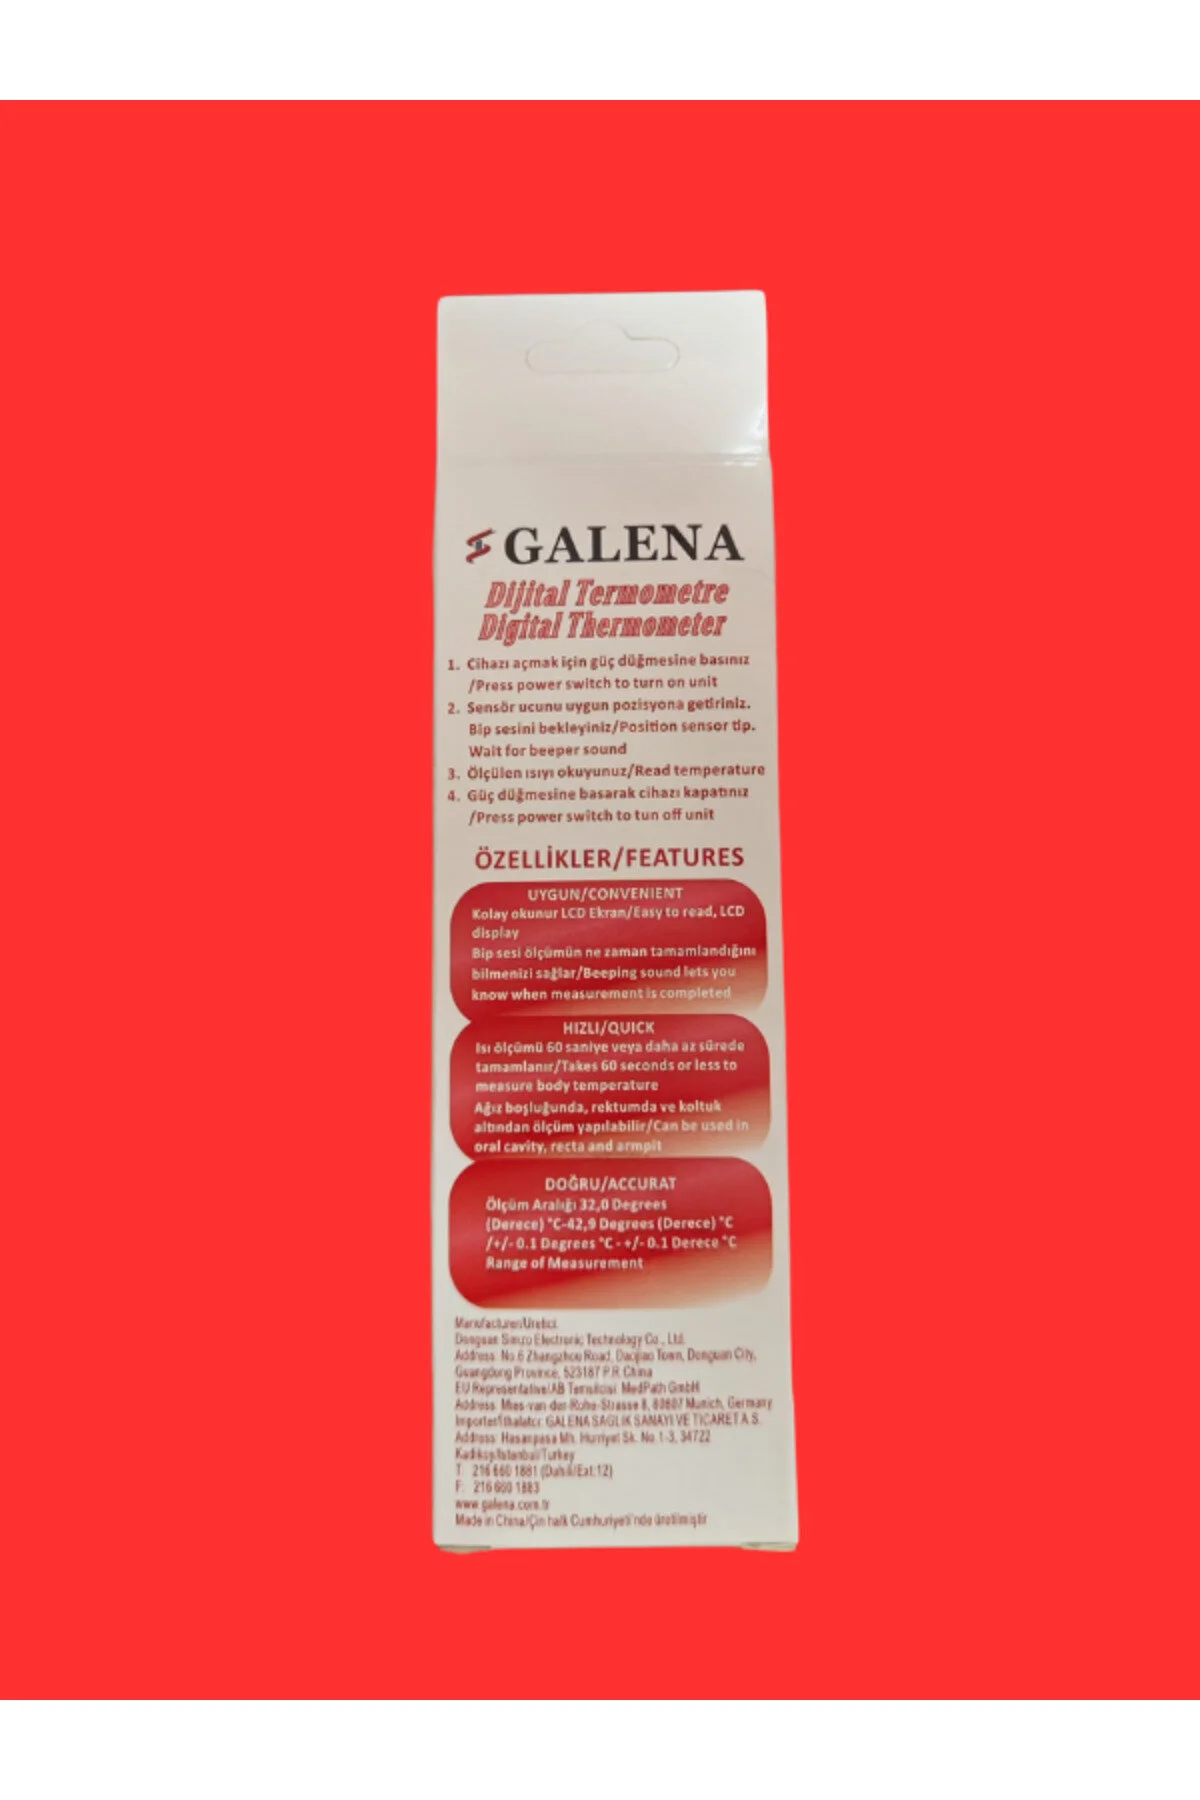 GALENA
Dijital Termometre
Digital Thermometer
1. Cihazı açmak için güç düğmesine basınız
/Press power switch to turn on unit
2. Sensör ucunu uygun pozisyona getiriniz.
Bip sesini bekleyiniz/Position sensor tip.
Wait for beeper sound
3. Ölçülen ısıyı okuyunuz/Read temperature
4. Güç düğmesine basarak cihazı kapatınız
/Press power switch to tun off unit
ÖZELLİKLER/FEATURES
UYGUN/CONVENIENT
Kolay okunur LCD Ekran/Easy to read, LCD
display
Bip sesi ölçümün ne zaman tamamlandığını
bilmenizi sağlar/Beeping sound lets you
know when measurement is completed
HIZLI/QUICK
Isı ölçümü 60 saniye veya daha az sürede
tamamlanır/Takes 60 seconds or less to
measure body temperature
Ağız boşluğunda, rektumda ve koltuk
altından ölçüm yapılabilir/Can be used in
oral cavity, recta and armpit
DOĞRU/ACCURAT
Ölçüm Aralığı 32,0 Degrees
(Derece) °C-42,9 Degrees (Derece) °C
/+/- 0.1 Degrees °C - +/- 0.1 Derece °C
Range of Measurement
Manufacturer/Üretici:
Donguan Simzo Electronic Technology Co., Ltd.
Address: No.6 Zhangzhou Road, Daojiao Town, Donguan City,
Guangdong Province, 523187 P.R. China
EU Representative/AB Temsilcisi: MedPath GmbH
Address: Mies-van-der-Rohe-Strasse 8, 80807 Munich, Germany
Importer/İthalatçı: GALENA SAĞLIK SANAYİ VE TİCARET A.Ş.
Address: Hasanpasa Mh. Hurriyet Sk. No.1-3, 34722
Kadikoy/Istanbul/Turkey
T: 216 660 1881 (Dahili/Ext:12)
F: 216 660 1883
www.galena.com.tr
Made in China/Çin halk Cumhuriyeti'nde üretilmiştir